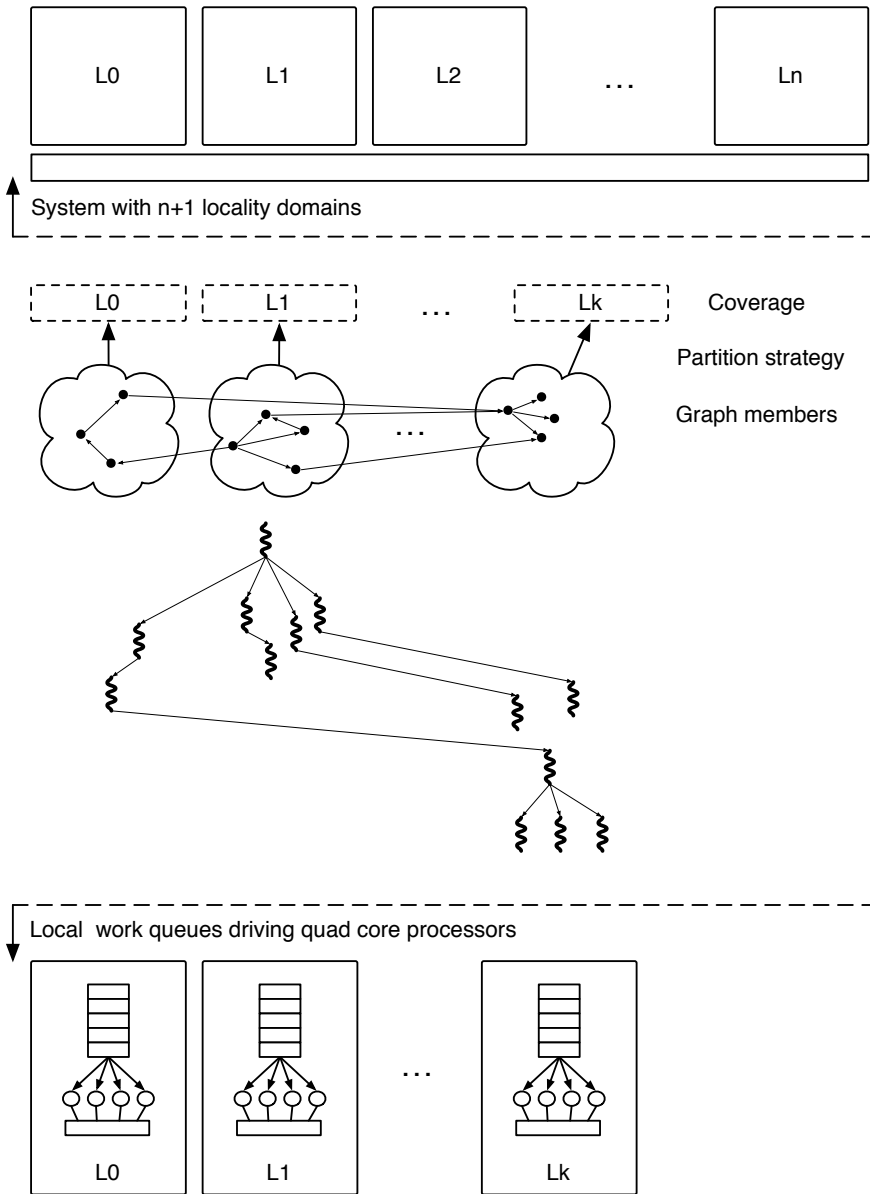 L0 L1 L2 ... Ln
System with n+1 locality domains
L0 L1 ... Lk Coverage
Partition strategy
... Graph members
Local work queues driving quad core processors
...
L0 L1 Lk